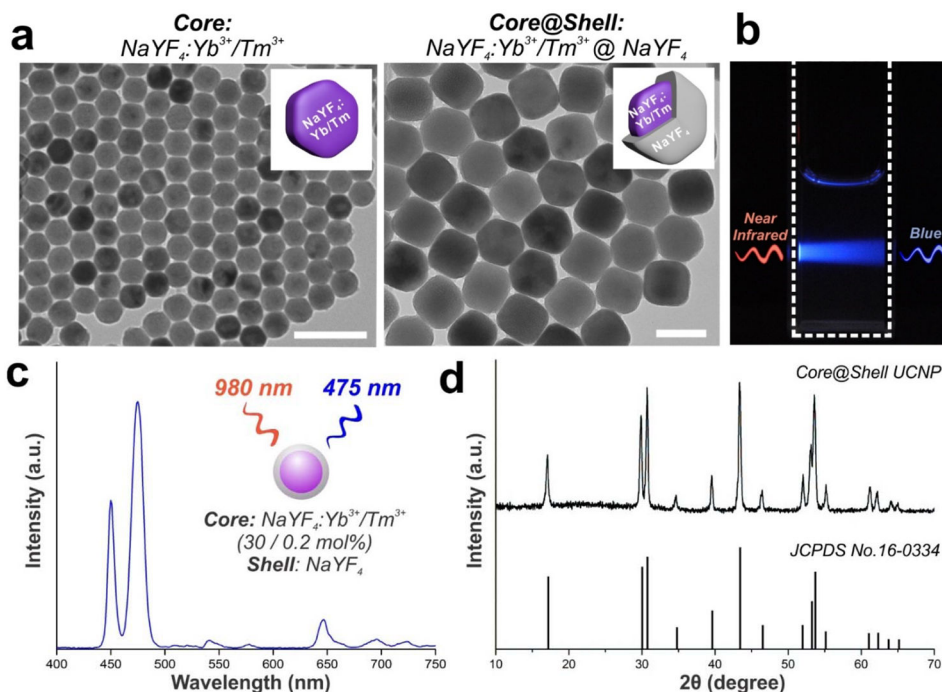 a
Core:
NaYF₄:Yb³⁺/Tm³⁺
NaYF₄:
Yb/Tm
Core@Shell:
NaYF₄:Yb³⁺/Tm³⁺@ NaYF₄
NaYF₄:
Yb/Tm
NaYF₄
b
Near
Infrared
Blue
c
980 nm
475 nm
Core: NaYF₄:Yb³⁺/Tm³⁺
(30 / 0.2 mol%)
Shell: NaYF₄
Intensity (a.u.)
400 450 500 550 600 650 700 750
Wavelength (nm)
d
Core@Shell UCNP
JCPDS No.16-0334
Intensity (a.u.)
10 20 30 40 50 60 70
2θ (degree)